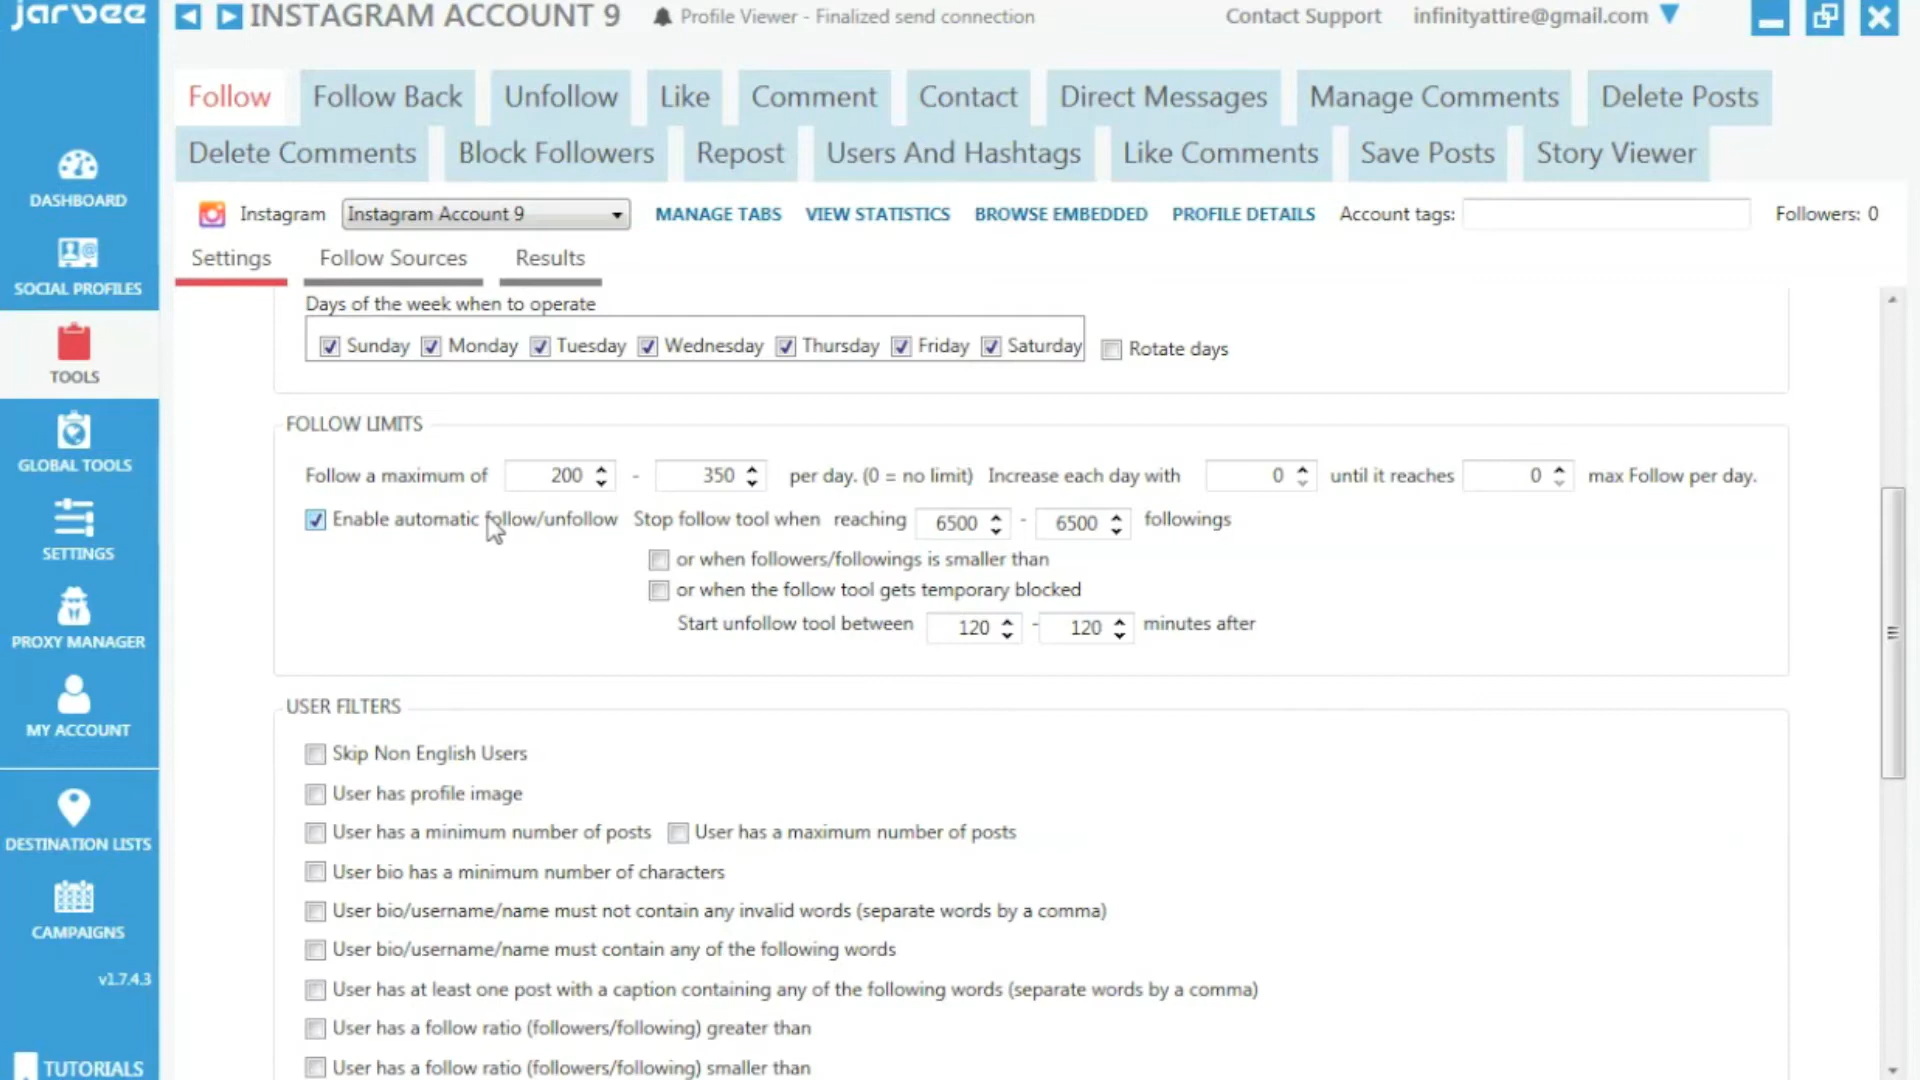 jarvee
INSTAGRAM ACCOUNT 9 Profile Viewer - Finalized send connection Contact Support infinityattire@gmail.com
Follow Follow Back Unfollow Like Comment Contact Direct Messages Manage Comments Delete Posts
Delete Comments Block Followers Repost Users And Hashtags Like Comments Save Posts Story Viewer
Instagram Instagram Account 9 MANAGE TABS VIEW STATISTICS BROWSE EMBEDDED PROFILE DETAILS Account tags: Followers: 0
Settings Follow Sources Results
DASHBOARD
SOCIAL PROFILES
TOOLS
GLOBAL TOOLS
SETTINGS
PROXY MANAGER
MY ACCOUNT
DESTINATION LISTS
CAMPAIGNS
v1.7.4.3
TUTORIALS
Days of the week when to operate
Sunday Monday Tuesday Wednesday Thursday Friday Saturday Rotate days
FOLLOW LIMITS
Follow a maximum of 200 - 350 per day. (0 = no limit) Increase each day with 0 until it reaches 0 max Follow per day.
Enable automatic follow/unfollow Stop follow tool when reaching 6500 - 6500 followings
or when followers/followings is smaller than
or when the follow tool gets temporary blocked
Start unfollow tool between 120 - 120 minutes after
USER FILTERS
Skip Non English Users
User has profile image
User has a minimum number of posts User has a maximum number of posts
User bio has a minimum number of characters
User bio/username/name must not contain any invalid words (separate words by a comma)
User bio/username/name must contain any of the following words
User has at least one post with a caption containing any of the following words (separate words by a comma)
User has a follow ratio (followers/following) greater than
User has a follow ratio (followers/following) smaller than